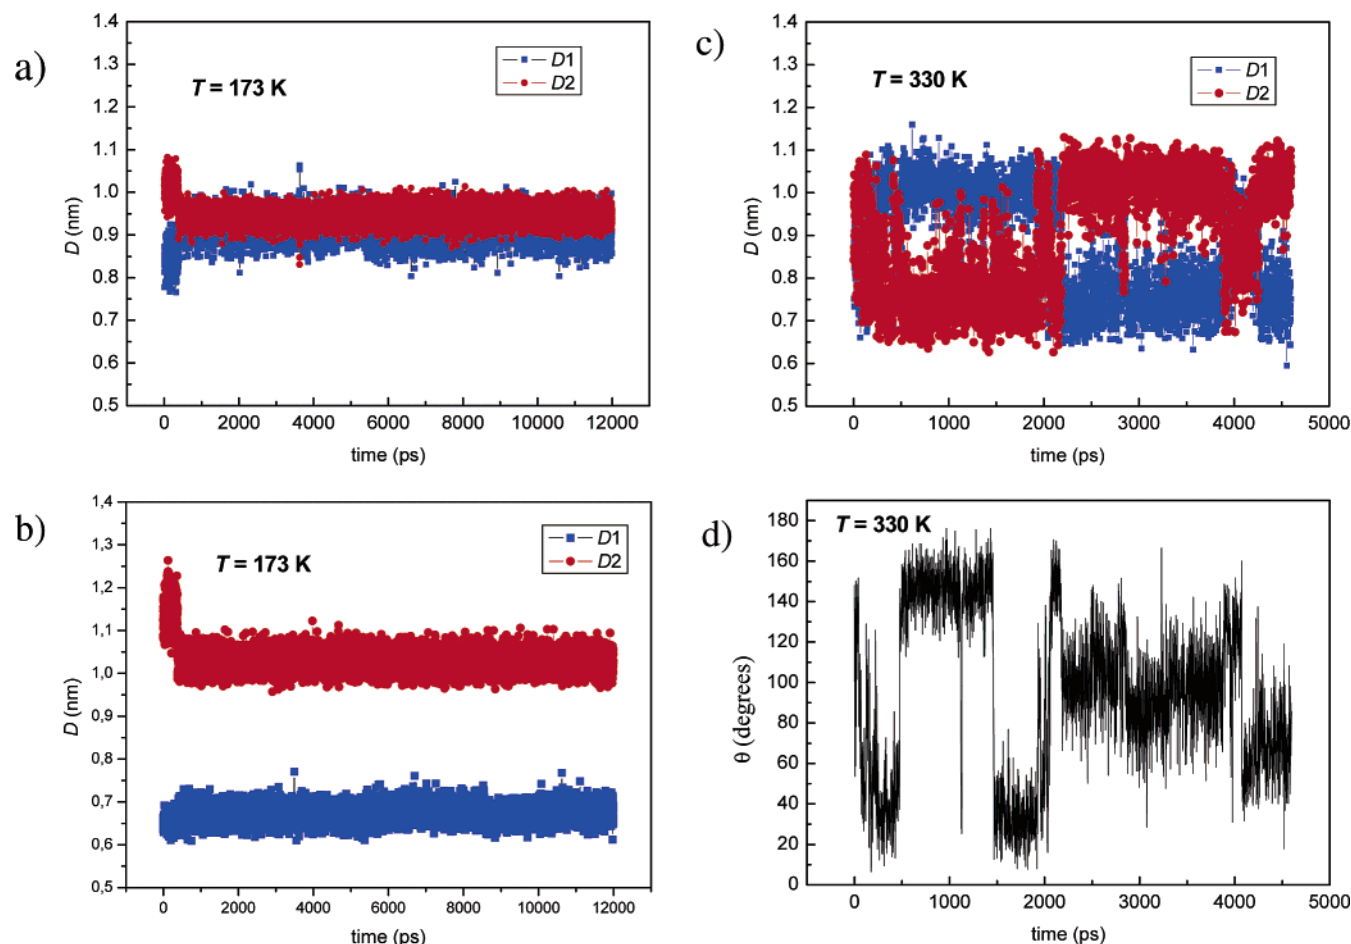 a)
1.4
1.3
1.2
1.1
1.0
0.9
0.8
0.7
0.6
0.5
D (nm)
T = 173 K
D1
D2
0 2000 4000 6000 8000 10000 12000
time (ps)
b)
1,4
1,3
1,2
1,1
1,0
0,9
0,8
0,7
0,6
0,5
D (nm)
T = 173 K
D1
D2
0 2000 4000 6000 8000 10000 12000
time (ps)
c)
1.4
1.3
1.2
1.1
1.0
0.9
0.8
0.7
0.6
0.5
D (nm)
T = 330 K
D1
D2
0 1000 2000 3000 4000 5000
time (ps)
d)
180
160
140
120
100
80
60
40
20
0
θ (degrees)
T = 330 K
0 1000 2000 3000 4000 5000
time (ps)